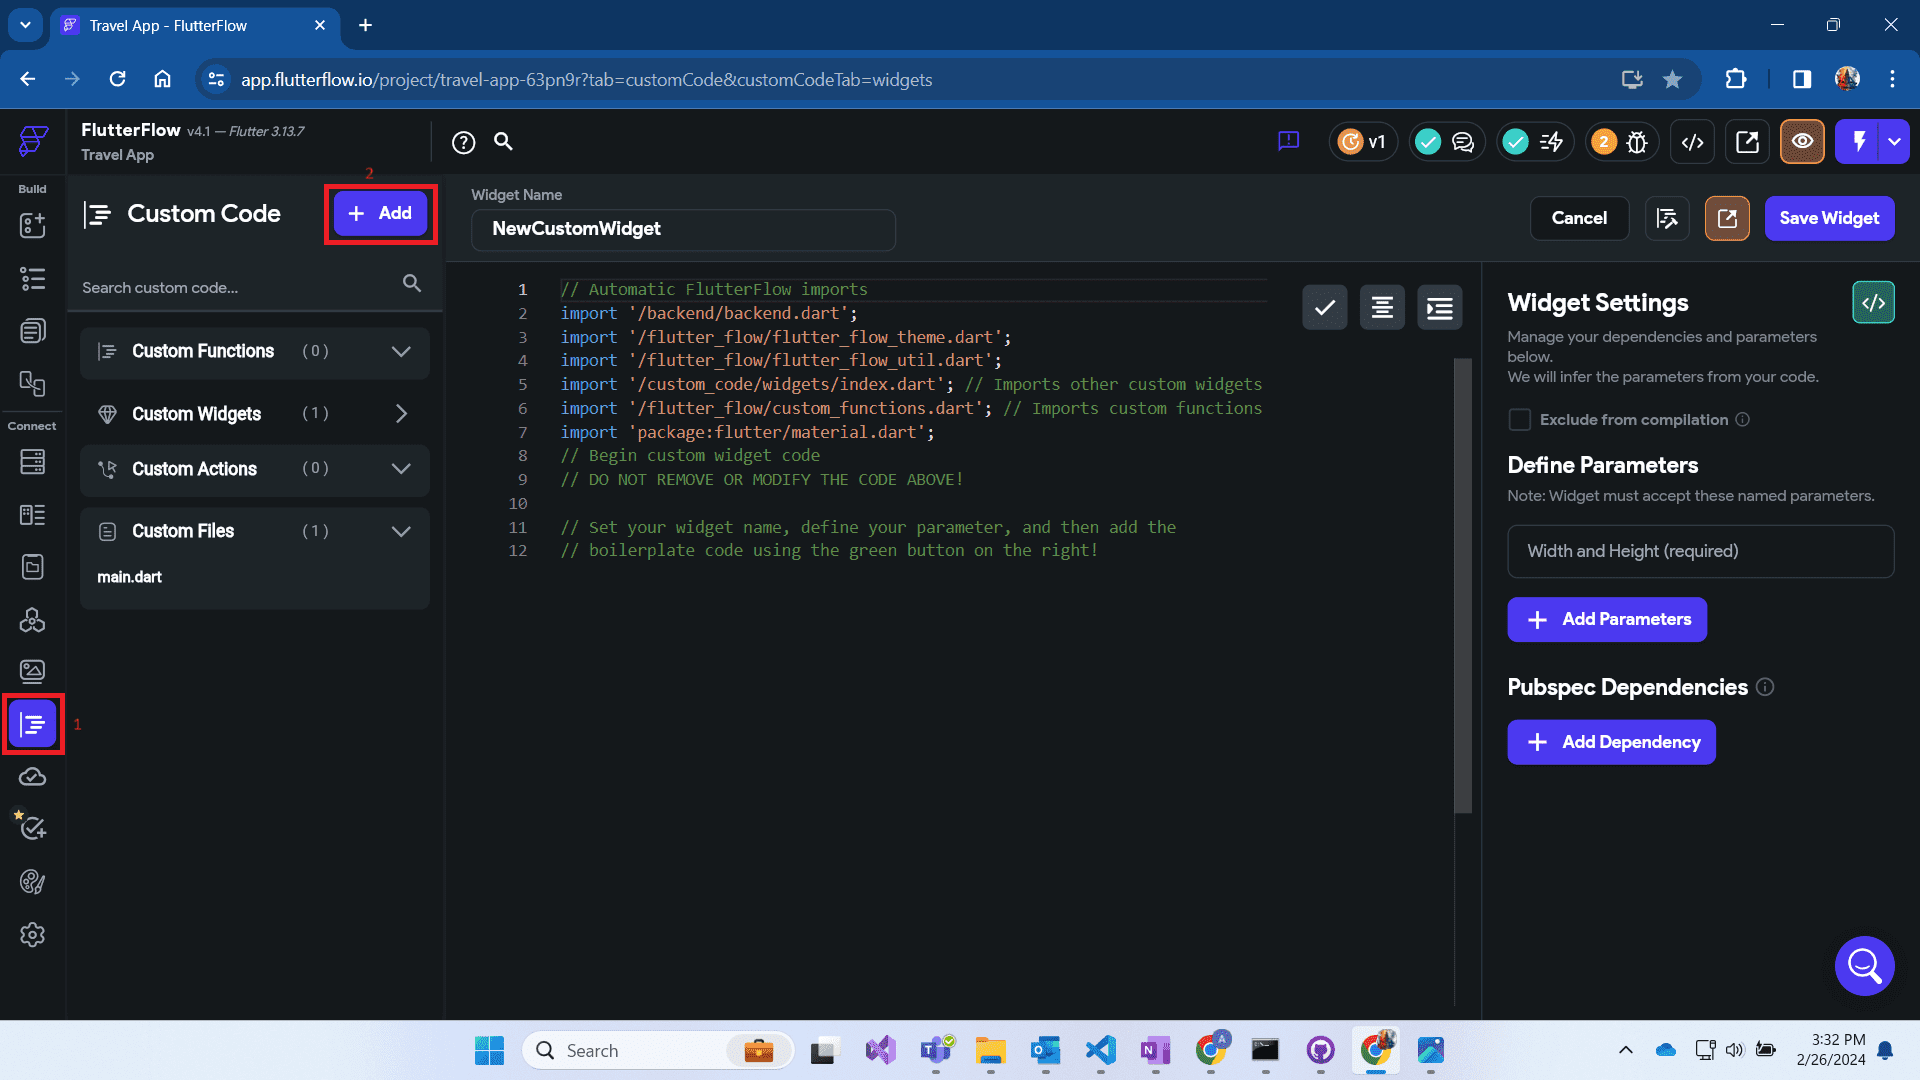 Travel App - FlutterFlow
app.flutterflow.io/project/travel-app-63pn9r?tab=customCode&customCodeTab=widgets
FlutterFlow v4.1 — Flutter 3.13.7
Travel App
v1
2
Build
Connect
2
1
Custom Code
+ Add
Search custom code...
Custom Functions (0)
Custom Widgets (1)
Custom Actions (0)
Custom Files (1)
main.dart
Widget Name
NewCustomWidget
Cancel
Save Widget
1 // Automatic FlutterFlow imports
2 import '/backend/backend.dart';
3 import '/flutter_flow/flutter_flow_theme.dart';
4 import '/flutter_flow/flutter_flow_util.dart';
5 import '/custom_code/widgets/index.dart'; // Imports other custom widgets
6 import '/flutter_flow/custom_functions.dart'; // Imports custom functions
7 import 'package:flutter/material.dart';
8 // Begin custom widget code
9 // DO NOT REMOVE OR MODIFY THE CODE ABOVE!
10
11 // Set your widget name, define your parameter, and then add the
12 // boilerplate code using the green button on the right!
Widget Settings
Manage your dependencies and parameters
below.
We will infer the parameters from your code.
Exclude from compilation
Define Parameters
Note: Widget must accept these named parameters.
Width and Height (required)
+ Add Parameters
Pubspec Dependencies
+ Add Dependency
Search
3:32 PM
2/26/2024